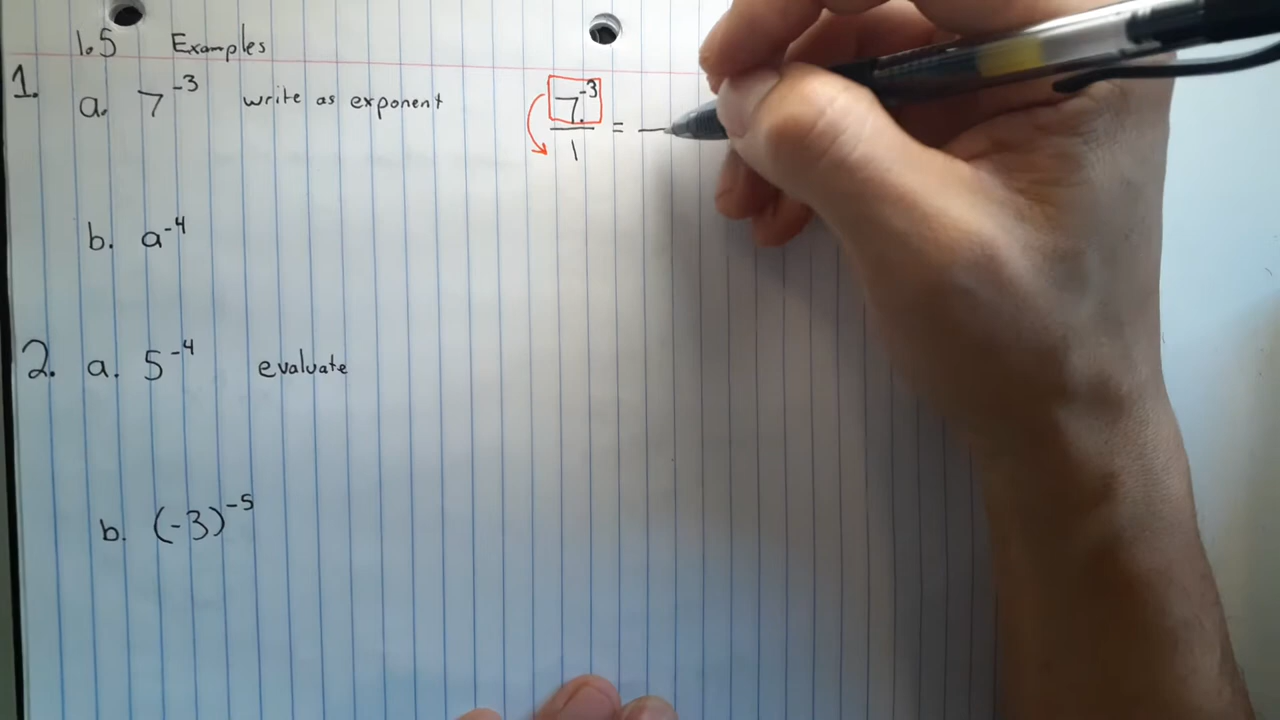 1.5 Examples
1. a. 7^-3 write as exponent
7^-3 / 1 = —
b. a^-4
2. a. 5^-4 evaluate
b. (-3)^-5